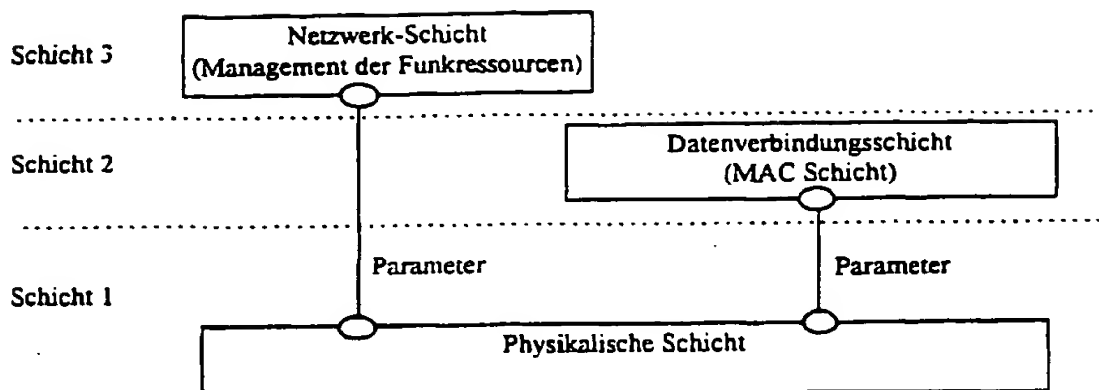 Schicht 3
Netzwerk-Schicht
(Management der Funkressourcen)
Schicht 2
Datenverbindungsschicht
(MAC Schicht)
Parameter
Parameter
Schicht 1
Physikalische Schicht